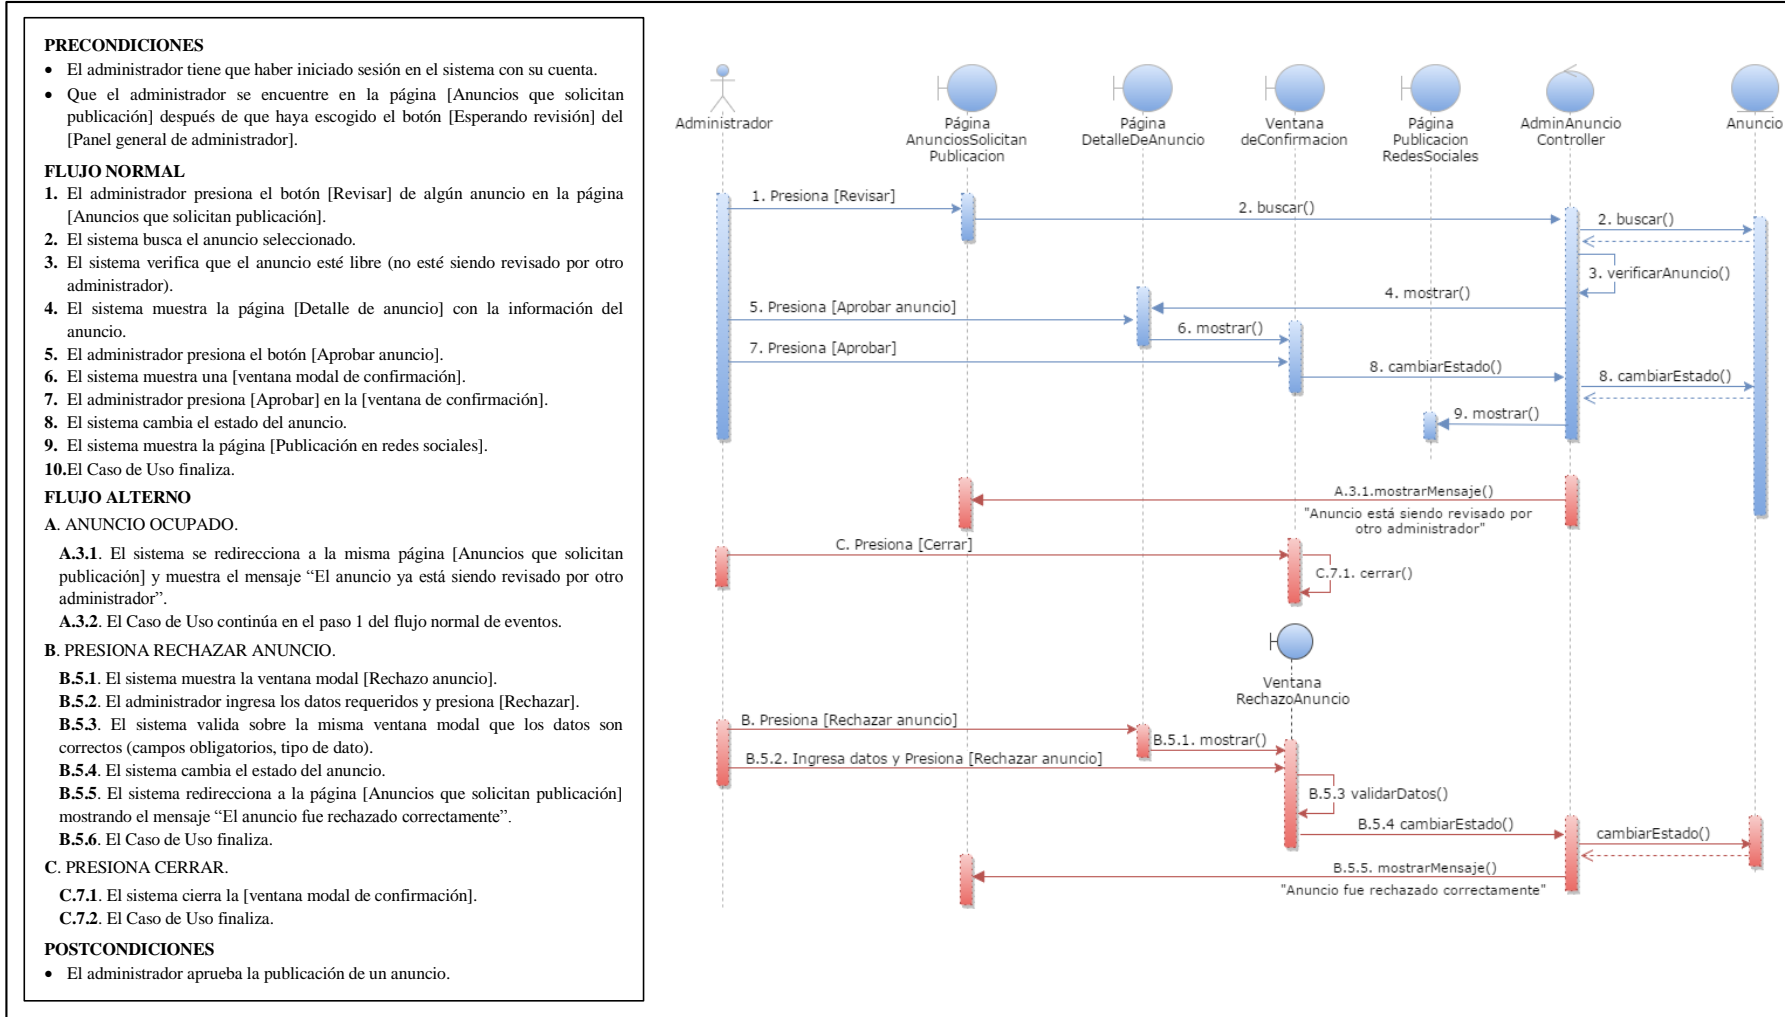 PRECONDICIONES
• El administrador tiene que haber iniciado sesión en el sistema con su cuenta.
• Que el administrador se encuentre en la página [Anuncios que solicitan
publicación] después de que haya escogido el botón [Esperando revisión] del
[Panel general de administrador].
FLUJO NORMAL
1. El administrador presiona el botón [Revisar] de algún anuncio en la página
[Anuncios que solicitan publicación].
2. El sistema busca el anuncio seleccionado.
3. El sistema verifica que el anuncio esté libre (no esté siendo revisado por otro
administrador).
4. El sistema muestra la página [Detalle de anuncio] con la información del
anuncio.
5. El administrador presiona el botón [Aprobar anuncio].
6. El sistema muestra una [ventana modal de confirmación].
7. El administrador presiona [Aprobar] en la [ventana de confirmación].
8. El sistema cambia el estado del anuncio.
9. El sistema muestra la página [Publicación en redes sociales].
10.El Caso de Uso finaliza.
FLUJO ALTERNO
A. ANUNCIO OCUPADO.
A.3.1. El sistema se redirecciona a la misma página [Anuncios que solicitan
publicación] y muestra el mensaje “El anuncio ya está siendo revisado por otro
administrador”.
A.3.2. El Caso de Uso continúa en el paso 1 del flujo normal de eventos.
B. PRESIONA RECHAZAR ANUNCIO.
B.5.1. El sistema muestra la ventana modal [Rechazo anuncio].
B.5.2. El administrador ingresa los datos requeridos y presiona [Rechazar].
B.5.3. El sistema valida sobre la misma ventana modal que los datos son
correctos (campos obligatorios, tipo de dato).
B.5.4. El sistema cambia el estado del anuncio.
B.5.5. El sistema redirecciona a la página [Anuncios que solicitan publicación]
mostrando el mensaje “El anuncio fue rechazado correctamente”.
B.5.6. El Caso de Uso finaliza.
C. PRESIONA CERRAR.
C.7.1. El sistema cierra la [ventana modal de confirmación].
C.7.2. El Caso de Uso finaliza.
POSTCONDICIONES
• El administrador aprueba la publicación de un anuncio.
Administrador
Página
AnunciosSolicitan
Publicacion
Página
DetalleDeAnuncio
Ventana
deConfirmacion
Página
Publicacion
RedesSociales
AdminAnuncio
Controller
Anuncio
1. Presiona [Revisar]
2. buscar()
2. buscar()
3. verificarAnuncio()
4. mostrar()
5. Presiona [Aprobar anuncio]
6. mostrar()
7. Presiona [Aprobar]
8. cambiarEstado()
8. cambiarEstado()
9. mostrar()
A.3.1.mostrarMensaje()
"Anuncio está siendo revisado por
otro administrador"
C. Presiona [Cerrar]
C.7.1. cerrar()
Ventana
RechazoAnuncio
B. Presiona [Rechazar anuncio]
B.5.1. mostrar()
B.5.2. Ingresa datos y Presiona [Rechazar anuncio]
B.5.3 validarDatos()
B.5.4 cambiarEstado()
cambiarEstado()
B.5.5. mostrarMensaje()
"Anuncio fue rechazado correctamente"